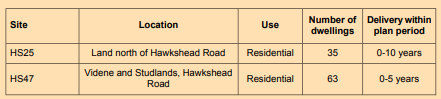 Site Location Use Number of dwellings Delivery within plan period
HS25 Land north of Hawkshead Road Residential 35 0-10 years
HS47 Videne and Studlands, Hawkshead Road Residential 63 0-5 years